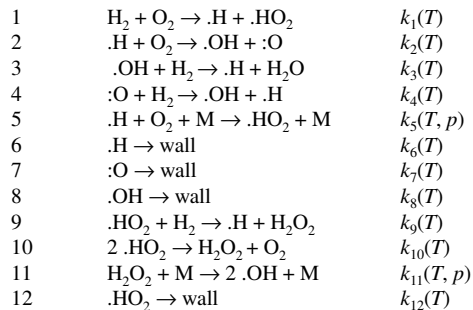 1 H₂ + O₂ → .H + .HO₂ k₁(T)
2 .H + O₂ → .OH + :O k₂(T)
3 .OH + H₂ → .H + H₂O k₃(T)
4 :O + H₂ → .OH + .H k₄(T)
5 .H + O₂ + M → .HO₂ + M k₅(T, p)
6 .H → wall k₆(T)
7 :O → wall k₇(T)
8 .OH → wall k₈(T)
9 .HO₂ + H₂ → .H + H₂O₂ k₉(T)
10 2 .HO₂ → H₂O₂ + O₂ k₁₀(T)
11 H₂O₂ + M → 2 .OH + M k₁₁(T, p)
12 .HO₂ → wall k₁₂(T)